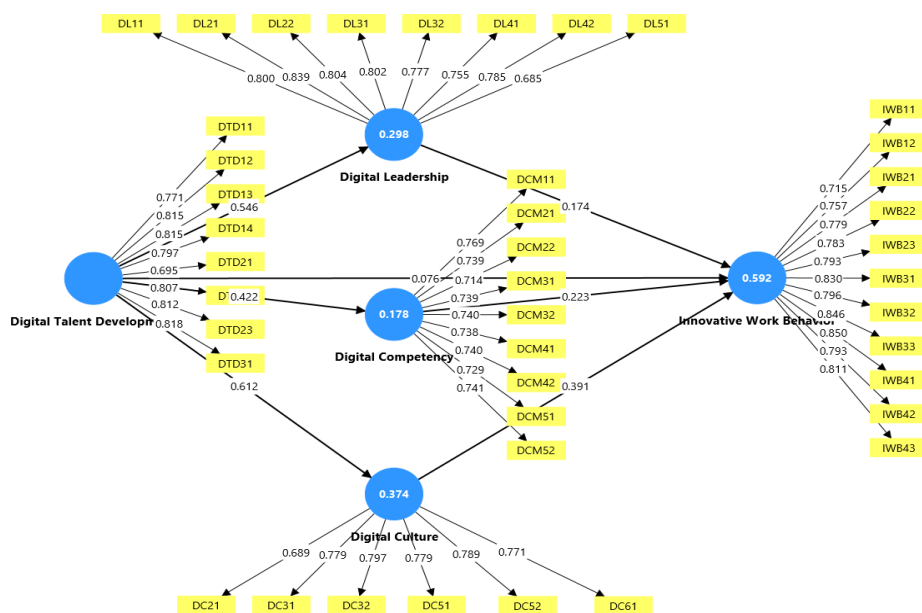 DL11 DL21 DL22 DL31 DL32 DL41 DL42 DL51
0.800 0.839 0.804 0.802 0.777 0.755 0.785 0.685
0.298
Digital Leadership
DTD11
DTD12
DTD13
DTD14
DTD21
DTD23
DTD31
0.771
0.815
0.815
0.797
0.695
0.807
0.812
0.818
0.546
0.422
0.612
Digital Talent
DCM11
DCM21
DCM22
DCM31
DCM32
DCM41
DCM42
DCM51
DCM52
0.769
0.739
0.714
0.739
0.740
0.738
0.740
0.729
0.741
0.178
Digital Competency
0.174
0.076
0.223
0.391
0.592
Innovative Work Behavior
IWB11
IWB12
IWB21
IWB22
IWB23
IWB31
IWB32
IWB33
IWB41
IWB42
IWB43
0.715
0.757
0.779
0.783
0.793
0.830
0.796
0.846
0.850
0.793
0.811
0.374
Digital Culture
0.689 0.779 0.797 0.779 0.789 0.771
DC21 DC31 DC32 DC51 DC52 DC61